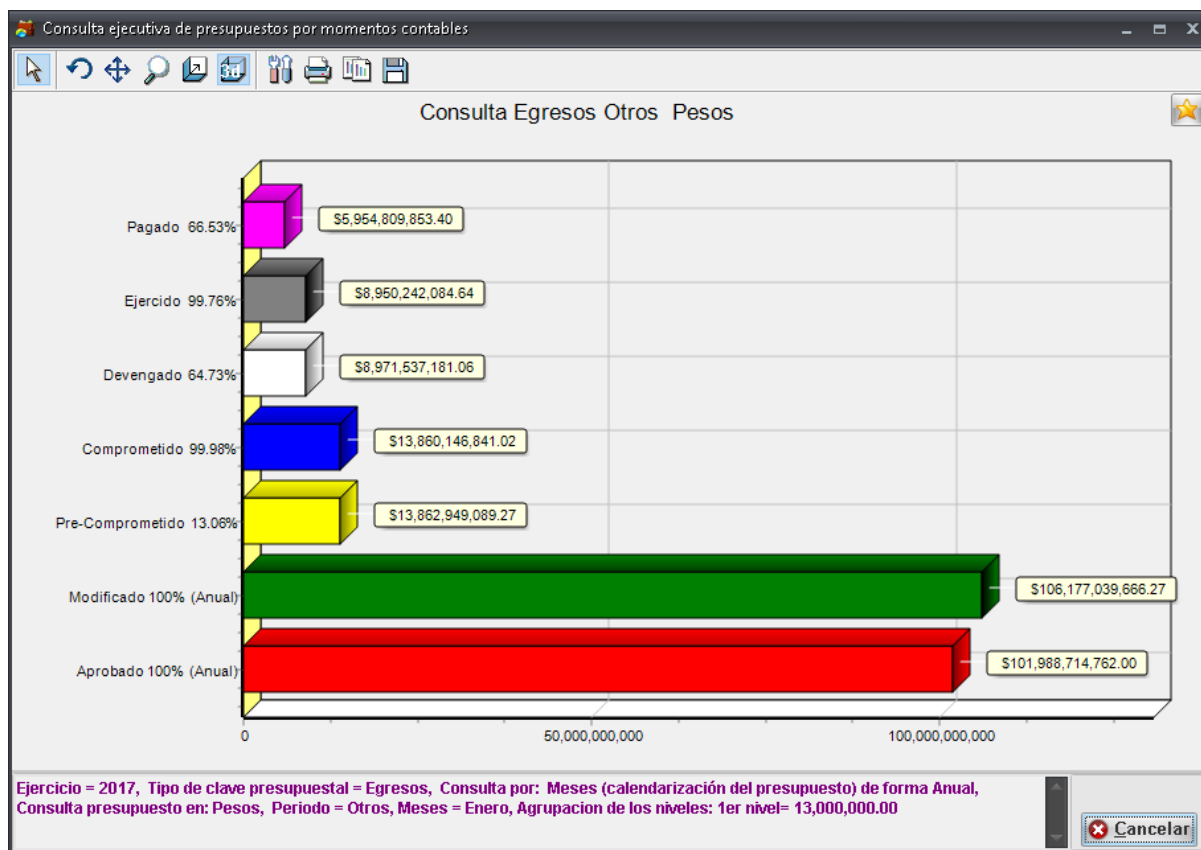 Consulta ejecutiva de presupuestos por momentos contables
3d
Consulta Egresos Otros Pesos
Pagado 66.53%
$5,954,809,853.40
Ejercido 99.76%
$8,950,242,084.64
Devengado 64.73%
$8,971,537,181.06
Comprometido 99.98%
$13,860,146,841.02
Pre-Comprometido 13.06%
$13,862,949,089.27
Modificado 100% (Anual)
$106,177,039,666.27
Aprobado 100% (Anual)
$101,988,714,762.00
0 50,000,000,000 100,000,000,000
Ejercicio = 2017, Tipo de clave presupuestal = Egresos, Consulta por: Meses (calendarización del presupuesto) de forma Anual,
Consulta presupuesto en: Pesos, Periodo = Otros, Meses = Enero, Agrupacion de los niveles: 1er nivel= 13,000,000.00
Cancelar